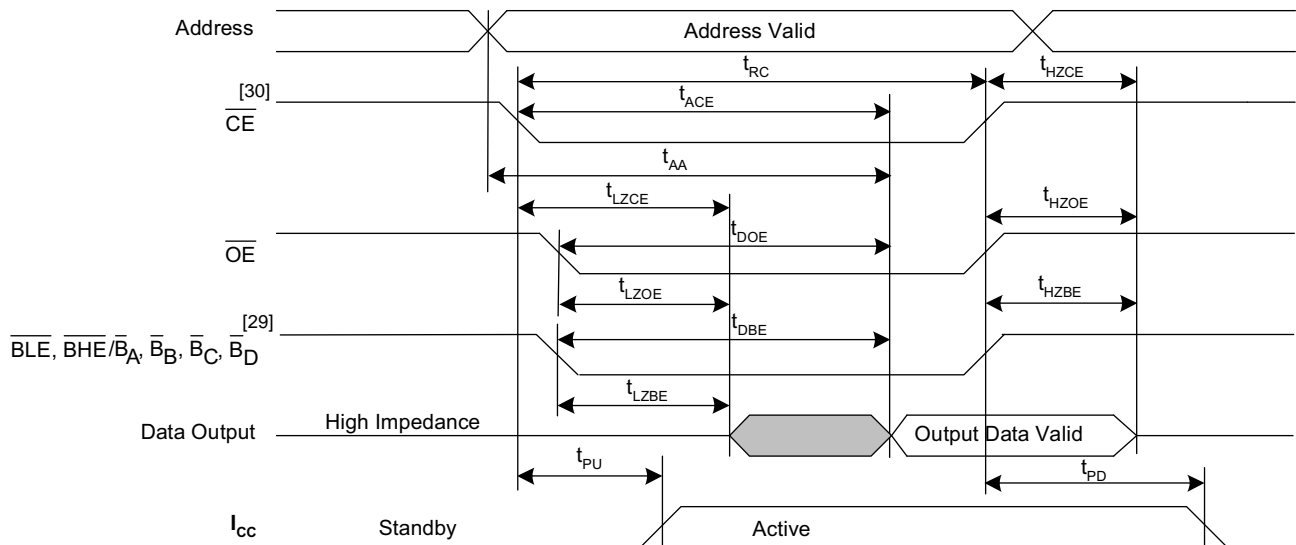 Address
Address Valid
tRC
tHZCE
[30]
CE
tACE
tAA
tLZCE
tHZOE
OE
tDOE
tLZOE
tHZBE
[29]
BLE, BHE/BA, BB, BC, BD
tDBE
tLZBE
Data Output
High Impedance
Output Data Valid
tPU
tPD
ICC
Standby
Active